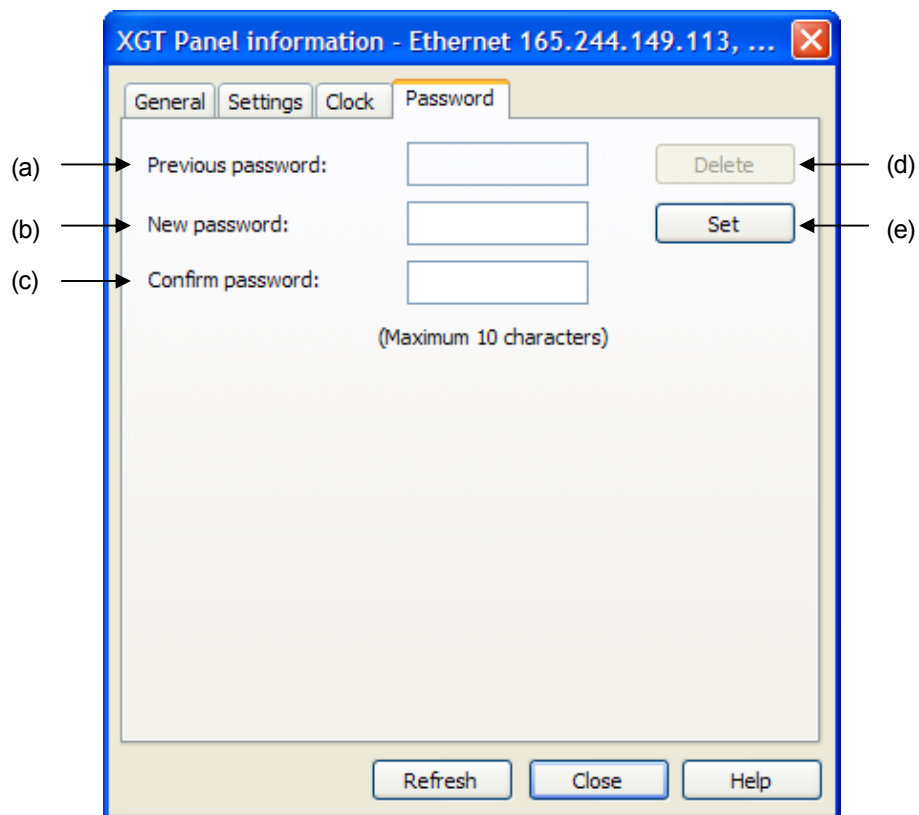 XGT Panel information - Ethernet 165.244.149.113, ...
General Settings Clock Password
(a) Previous password: Delete (d)
(b) New password: Set (e)
(c) Confirm password:
(Maximum 10 characters)
Refresh Close Help